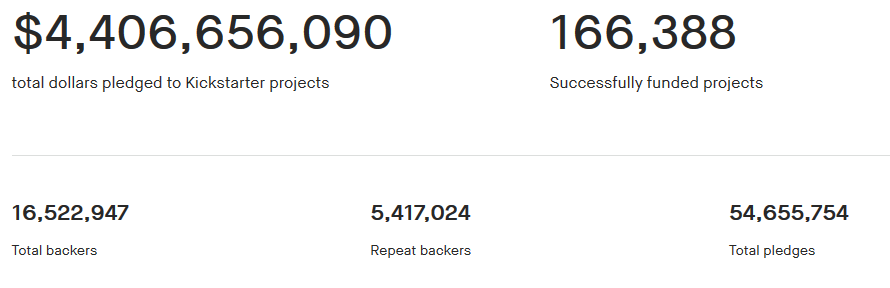 $4,406,656,090
total dollars pledged to Kickstarter projects
166,388
Successfully funded projects
16,522,947
Total backers
5,417,024
Repeat backers
54,655,754
Total pledges